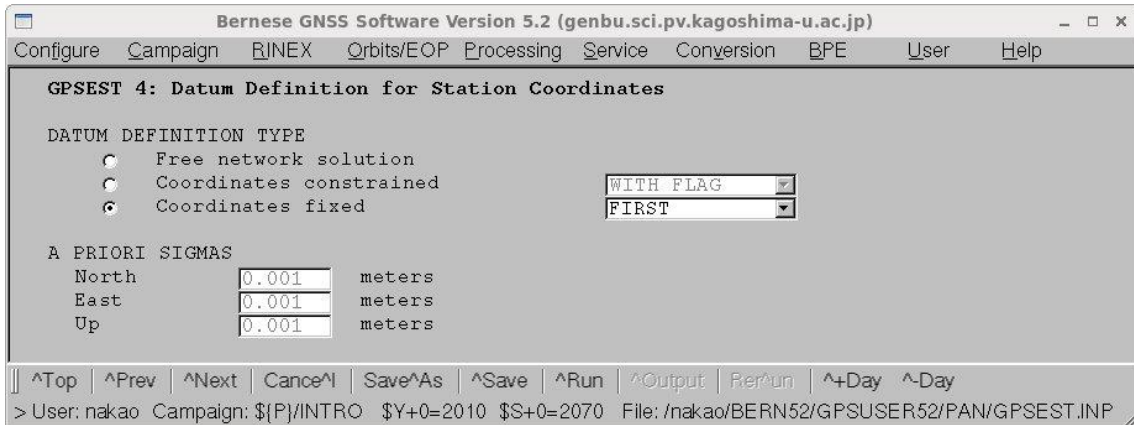 Bernese GNSS Software Version 5.2 (genbu.sci.pv.kagoshima-u.ac.jp)
Configure Campaign RINEX Orbits/EOP Processing Service Conversion BPE User Help
GPSEST 4: Datum Definition for Station Coordinates
DATUM DEFINITION TYPE
Free network solution
Coordinates constrained WITH FLAG
Coordinates fixed FIRST
A PRIORI SIGMAS
North 0.001 meters
East 0.001 meters
Up 0.001 meters
^Top ^Prev ^Next Cance^l Save^As ^Save ^Run ^Output Rer^un ^+Day ^-Day
> User: nakao Campaign: ${P}/INTRO $Y+0=2010 $S+0=2070 File: /nakao/BERN52/GPSUSER52/PAN/GPSEST.INP